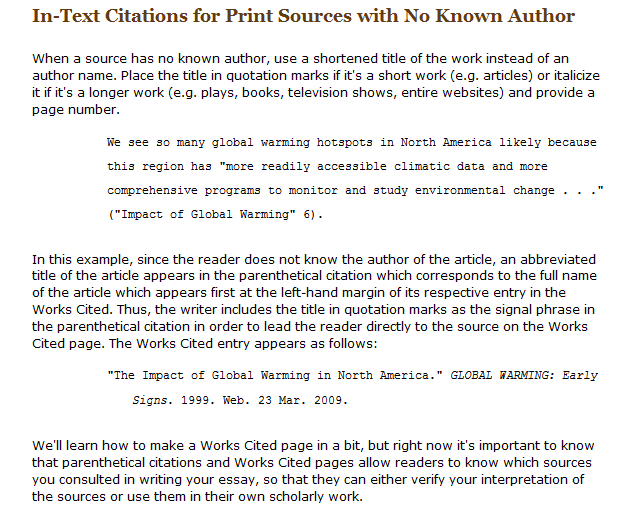 In-Text Citations for Print Sources with No Known Author
When a source has no known author, use a shortened title of the work instead of an
author name. Place the title in quotation marks if it's a short work (e.g. articles) or italicize
it if it's a longer work (e.g. plays, books, television shows, entire websites) and provide a
page number.
We see so many global warming hotspots in North America likely because
this region has "more readily accessible climatic data and more
comprehensive programs to monitor and study environmental change . . ."
("Impact of Global Warming" 6).
In this example, since the reader does not know the author of the article, an abbreviated
title of the article appears in the parenthetical citation which corresponds to the full name
of the article which appears first at the left-hand margin of its respective entry in the
Works Cited. Thus, the writer includes the title in quotation marks as the signal phrase in
the parenthetical citation in order to lead the reader directly to the source on the Works
Cited page. The Works Cited entry appears as follows:
"The Impact of Global Warming in North America." GLOBAL WARMING: Early
Signs. 1999. Web. 23 Mar. 2009.
We'll learn how to make a Works Cited page in a bit, but right now it's important to know
that parenthetical citations and Works Cited pages allow readers to know which sources
you consulted in writing your essay, so that they can either verify your interpretation of
the sources or use them in their own scholarly work.